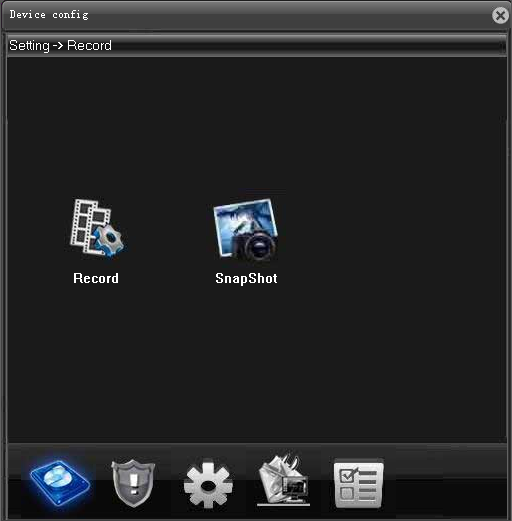 Device config
Setting -> Record
Record
SnapShot